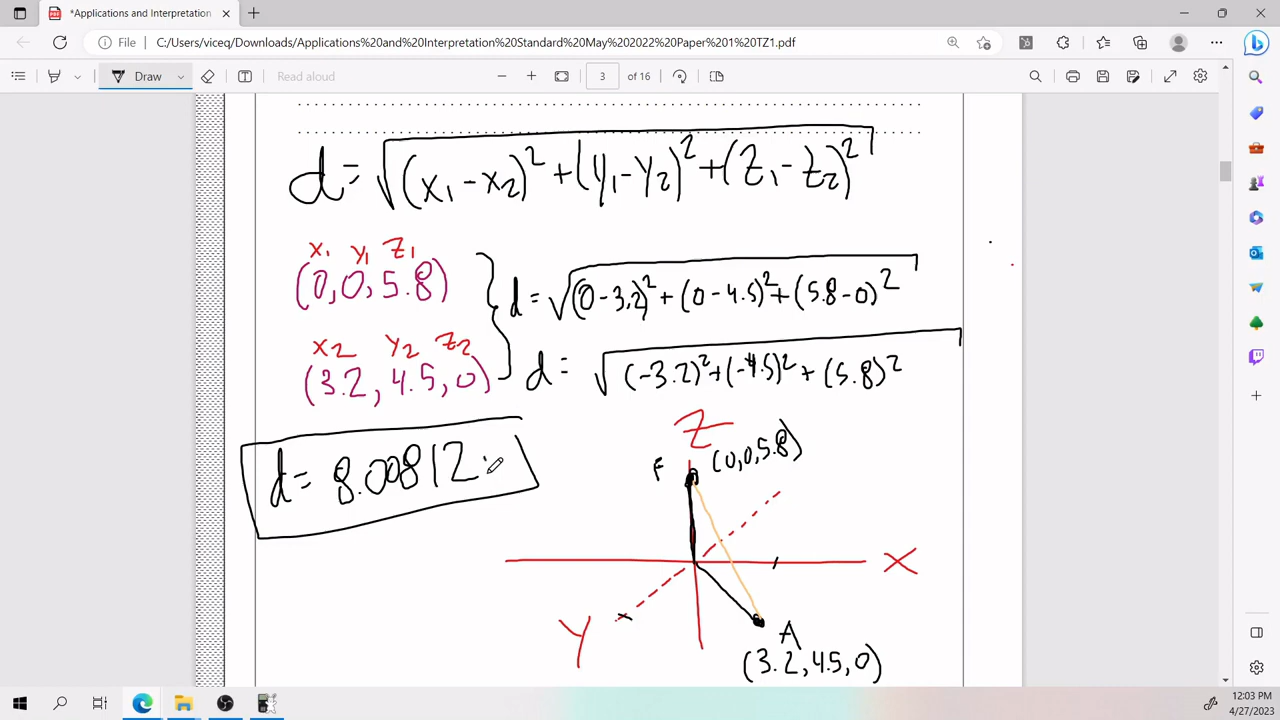 *Applications and Interpretation
File
C:/Users/viceq/Downloads/Applications%20and%20Interpretation%20Standard%20May%202022%20Paper%201%20TZ1.pdf
Draw
Read aloud
3 of 16
d=√(x₁-x₂)²+(y₁-y₂)²+(z₁-z₂)²
x₁ y₁ z₁
(0,0,5.8)
d=√(0-3.2)²+(0-4.5)²+(5.8-0)²
x₂ y₂ z₂
(3.2,4.5,0)
d= √(-3.2)²+(-4.5)²+(5.8)²
Z
F (0,0,5.8)
d= 8.00812
X
Y
A
(3.2,4.5,0)
12:03 PM
4/27/2023